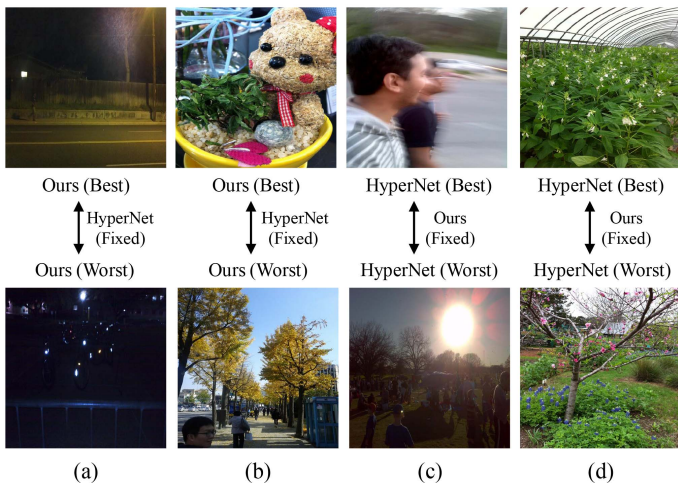 Ours (Best)
HyperNet
(Fixed)
Ours (Worst)
(a)
Ours (Best)
HyperNet
(Fixed)
Ours (Worst)
(b)
HyperNet (Best)
Ours
(Fixed)
HyperNet (Worst)
(c)
HyperNet (Best)
Ours
(Fixed)
HyperNet (Worst)
(d)